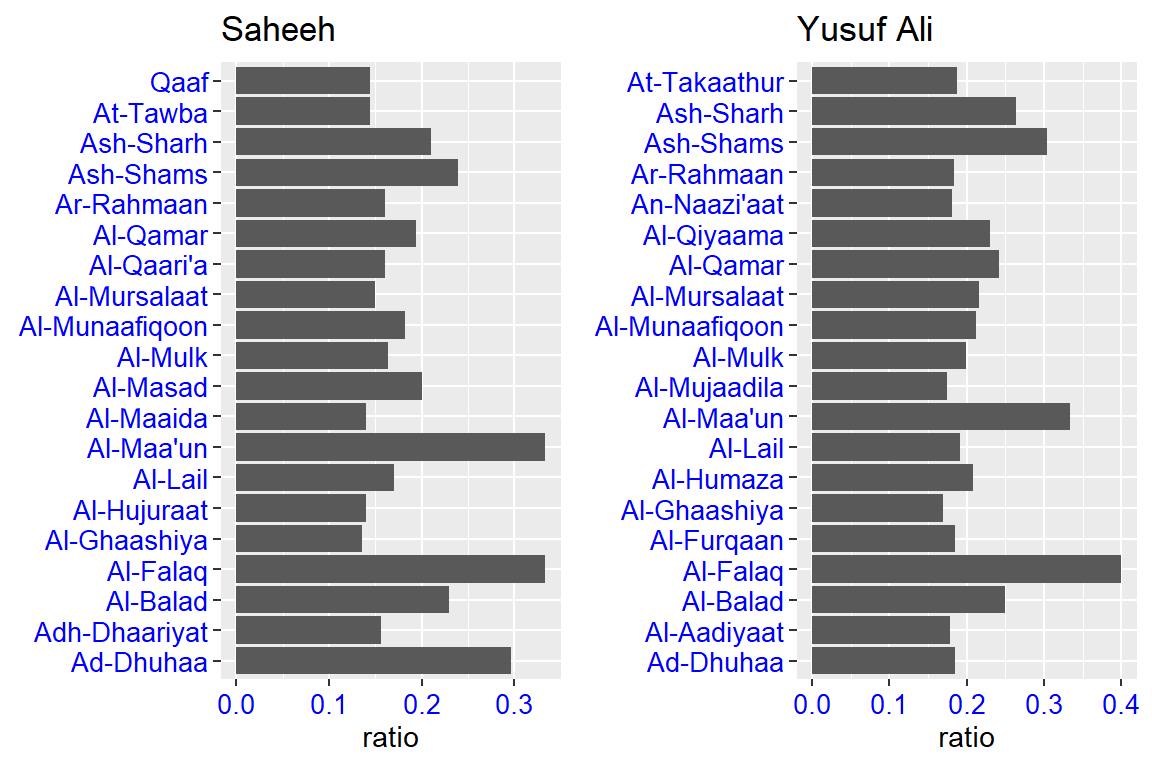 Saheeh
Qaaf
At-Tawba
Ash-Sharh
Ash-Shams
Ar-Rahmaan
Al-Qamar
Al-Qaari'a
Al-Mursalaat
Al-Munaafiqoon
Al-Mulk
Al-Masad
Al-Maaida
Al-Maa'un
Al-Lail
Al-Hujuraat
Al-Ghaashiya
Al-Falaq
Al-Balad
Adh-Dhaariyat
Ad-Dhuhaa
0.0 0.1 0.2 0.3
ratio
Yusuf Ali
At-Takaathur
Ash-Sharh
Ash-Shams
Ar-Rahmaan
An-Naazi'aat
Al-Qiyaama
Al-Qamar
Al-Mursalaat
Al-Munaafiqoon
Al-Mulk
Al-Mujaadila
Al-Maa'un
Al-Lail
Al-Humaza
Al-Ghaashiya
Al-Furqaan
Al-Falaq
Al-Balad
Al-Aadiyaat
Ad-Dhuhaa
0.0 0.1 0.2 0.3 0.4
ratio